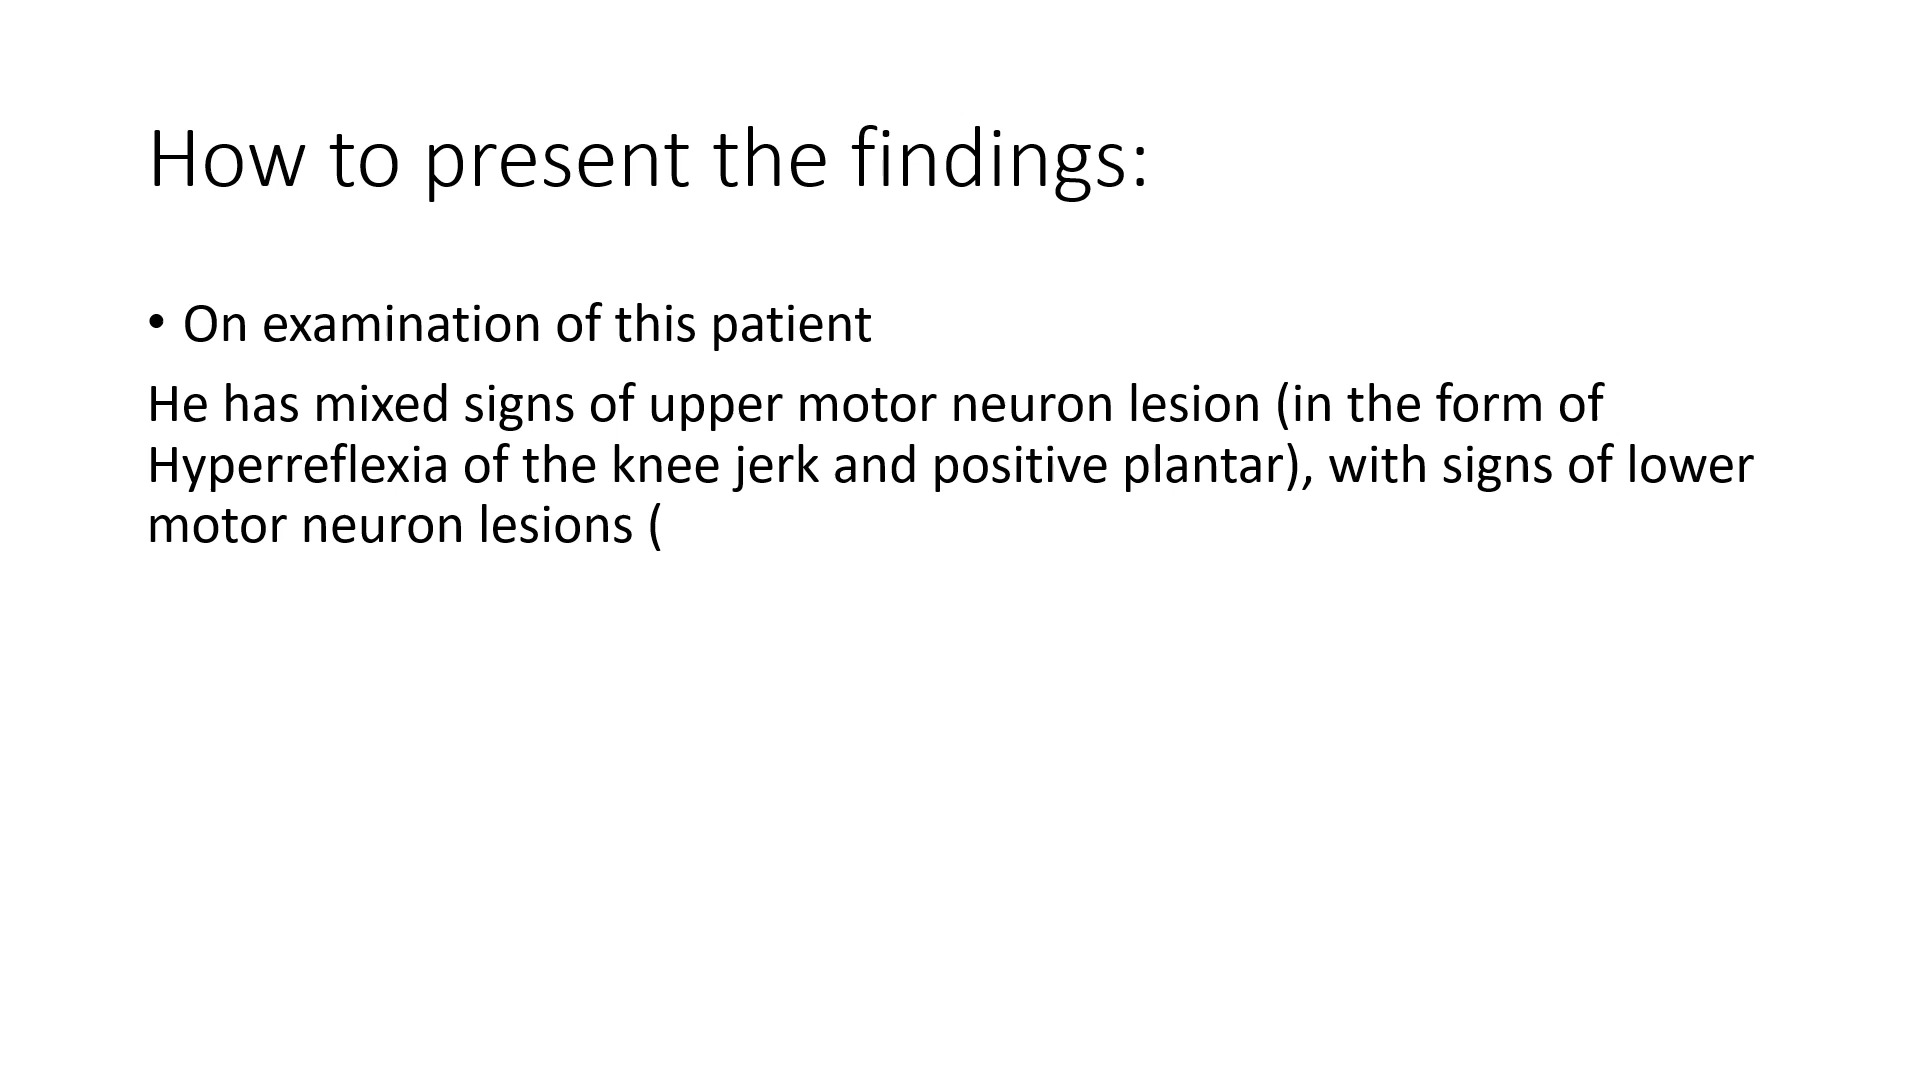 How to present the findings:
• On examination of this patient
He has mixed signs of upper motor neuron lesion (in the form of
Hyperreflexia of the knee jerk and positive plantar), with signs of lower
motor neuron lesions (